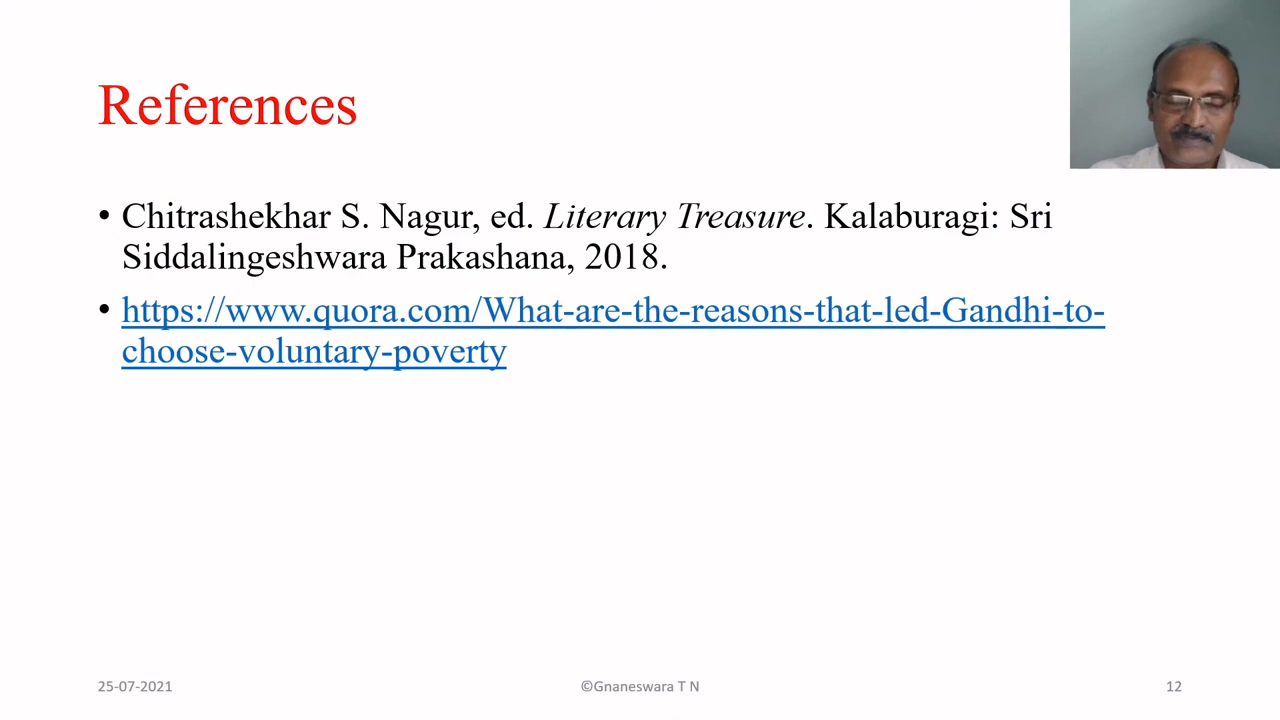 References
• Chitrashekhar S. Nagur, ed. Literary Treasure. Kalaburagi: Sri
Siddalingeshwara Prakashana, 2018.
• https://www.quora.com/What-are-the-reasons-that-led-Gandhi-to-
choose-voluntary-poverty
25-07-2021
©Gnaneswara T N
12